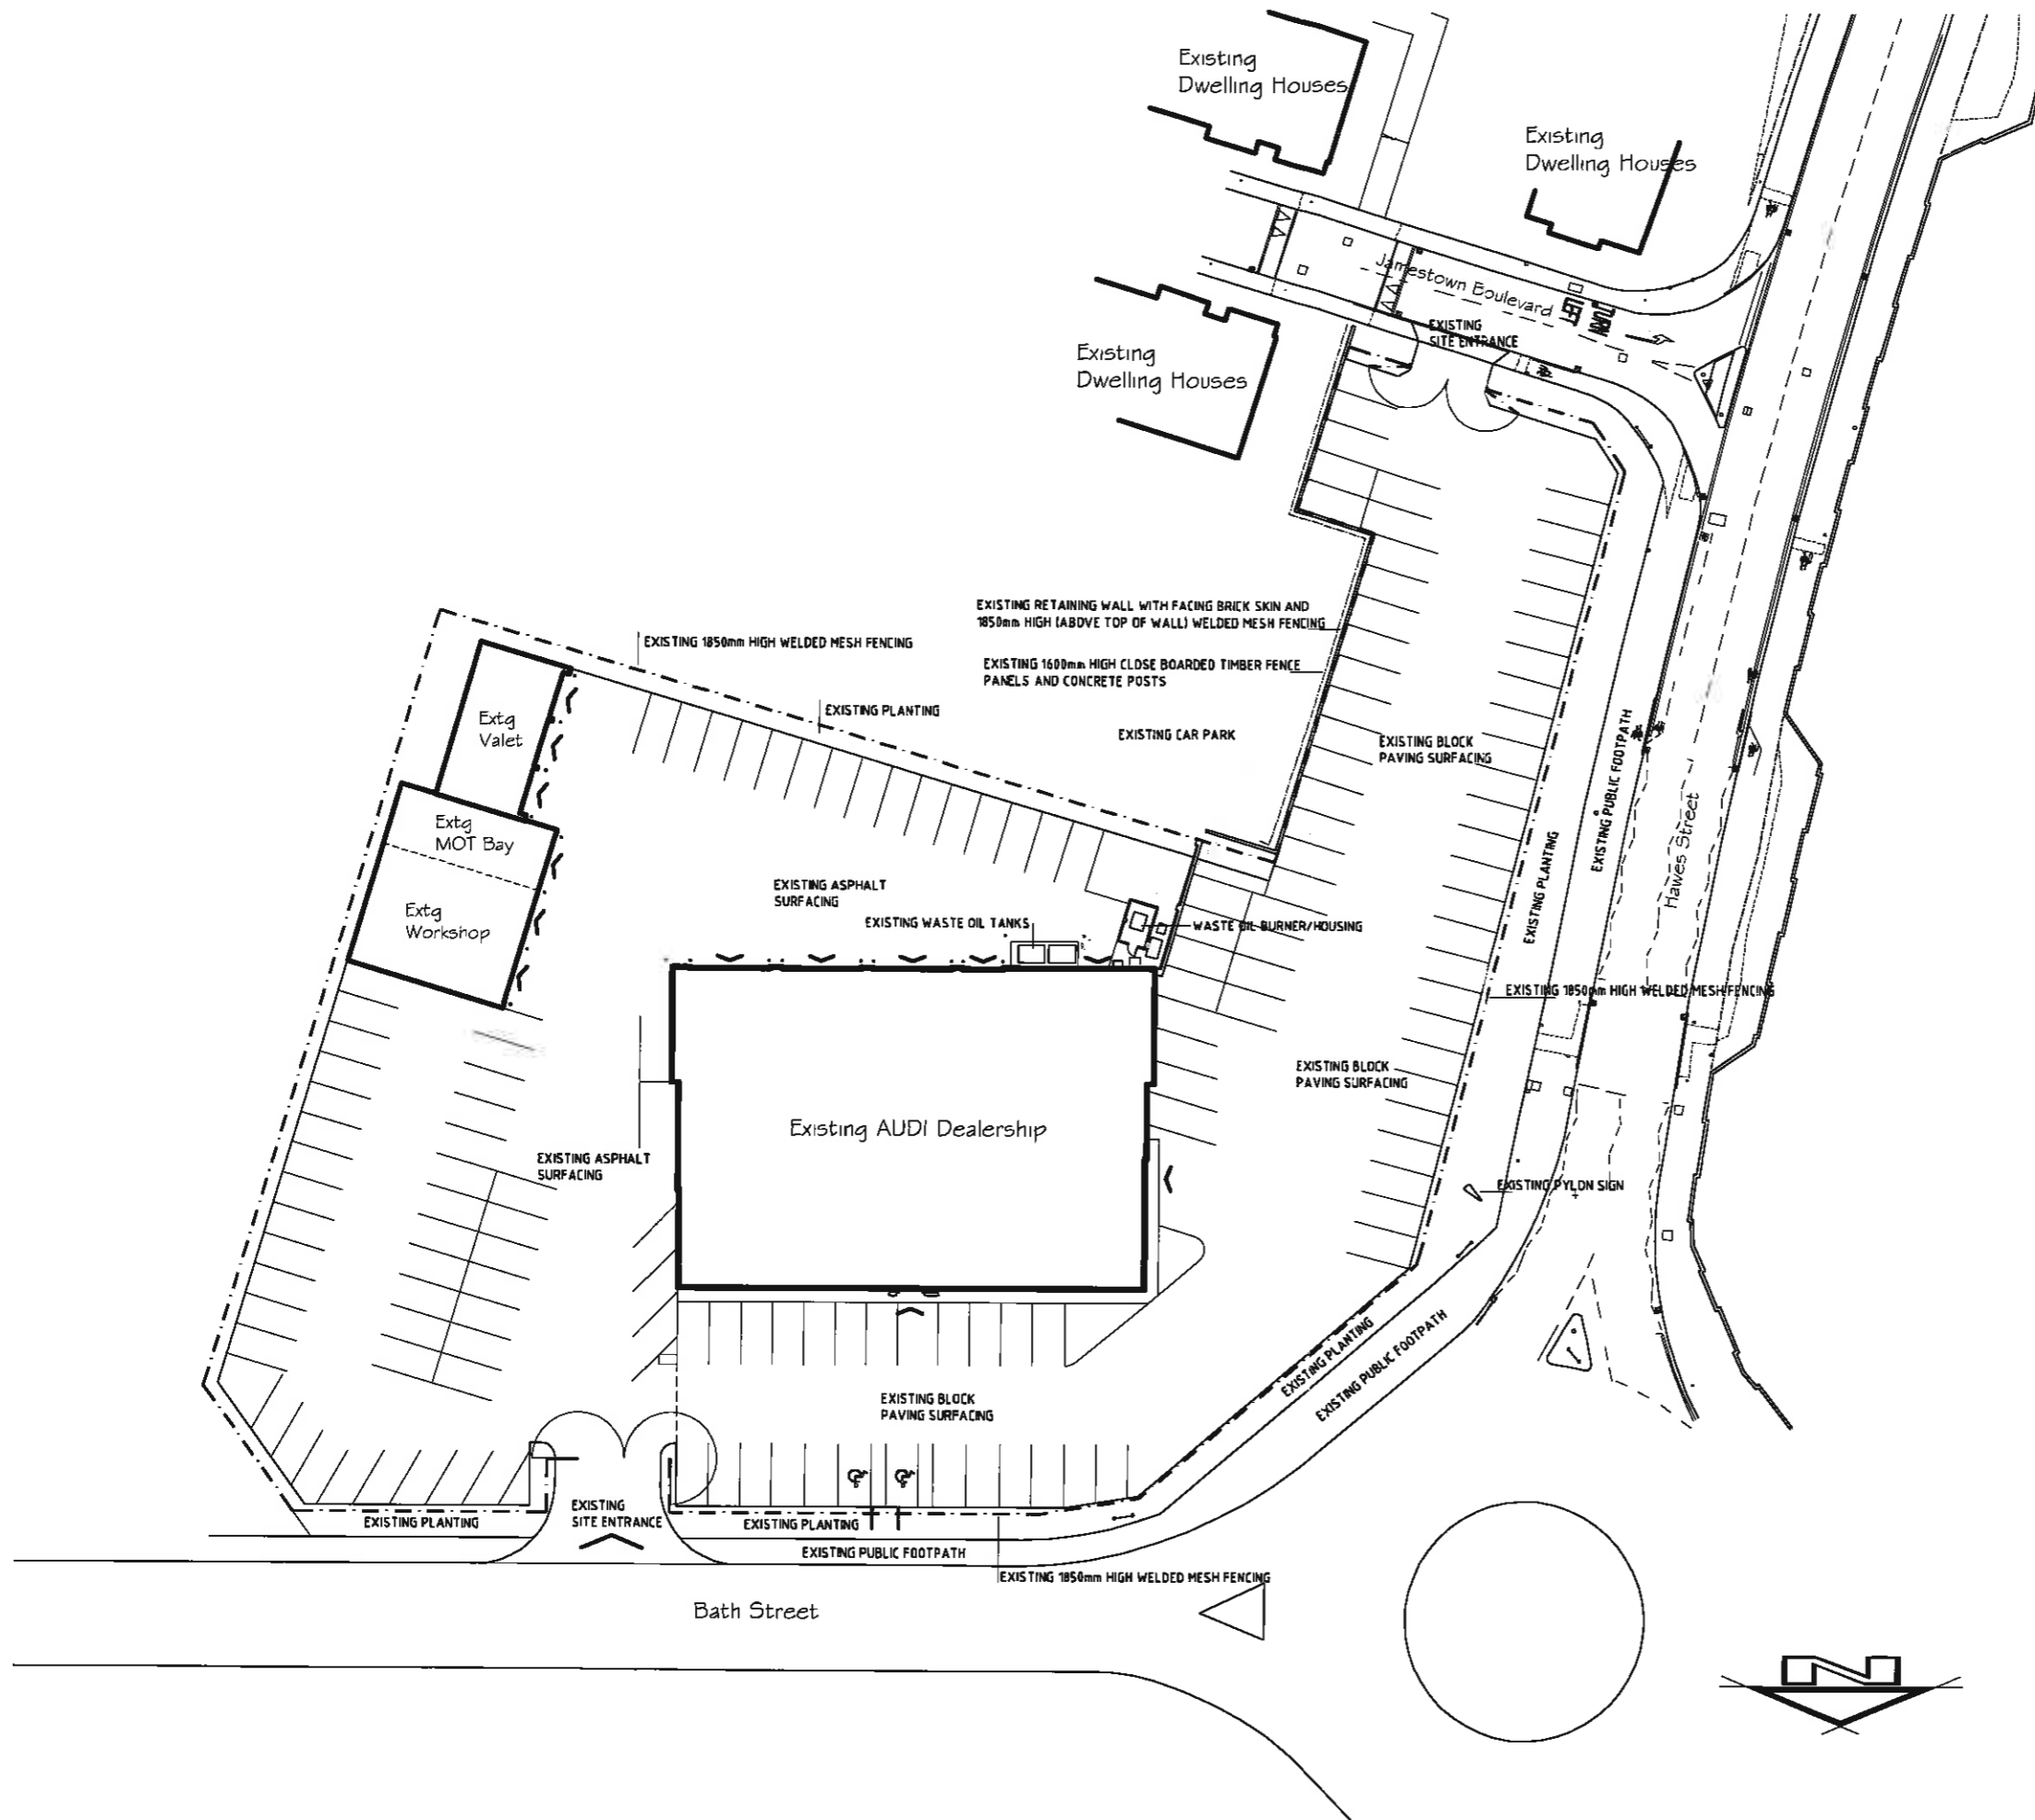 Existing
Dwelling Houses
Existing
Dwelling Houses
Jamestown Boulevard
TURN
LEFT
EXISTING
SITE ENTRANCE
Existing
Dwelling Houses
EXISTING RETAINING WALL WITH FACING BRICK SKIN AND
1850mm HIGH (ABOVE TOP OF WALL) WELDED MESH FENCING
EXISTING 1850mm HIGH WELDED MESH FENCING
EXISTING 1600mm HIGH CLOSE BOARDED TIMBER FENCE
PANELS AND CONCRETE POSTS
EXISTING PLANTING
EXISTING CAR PARK
EXISTING BLOCK
PAVING SURFACING
EXISTING PUBLIC FOOTPATH
Hawes Street
EXISTING PLANTING
Extg
Valet
Extg
MOT Bay
Extg
Workshop
EXISTING ASPHALT
SURFACING
EXISTING WASTE OIL TANKS
WASTE OIL BURNER/HOUSING
EXISTING 1850mm HIGH WELDED MESH FENCING
EXISTING BLOCK
PAVING SURFACING
Existing AUDI Dealership
EXISTING ASPHALT
SURFACING
EXISTING PYLON SIGN
EXISTING PLANTING
EXISTING PUBLIC FOOTPATH
EXISTING BLOCK
PAVING SURFACING
EXISTING
SITE ENTRANCE
EXISTING PLANTING
EXISTING PLANTING
EXISTING PUBLIC FOOTPATH
EXISTING 1850mm HIGH WELDED MESH FENCING
Bath Street
N